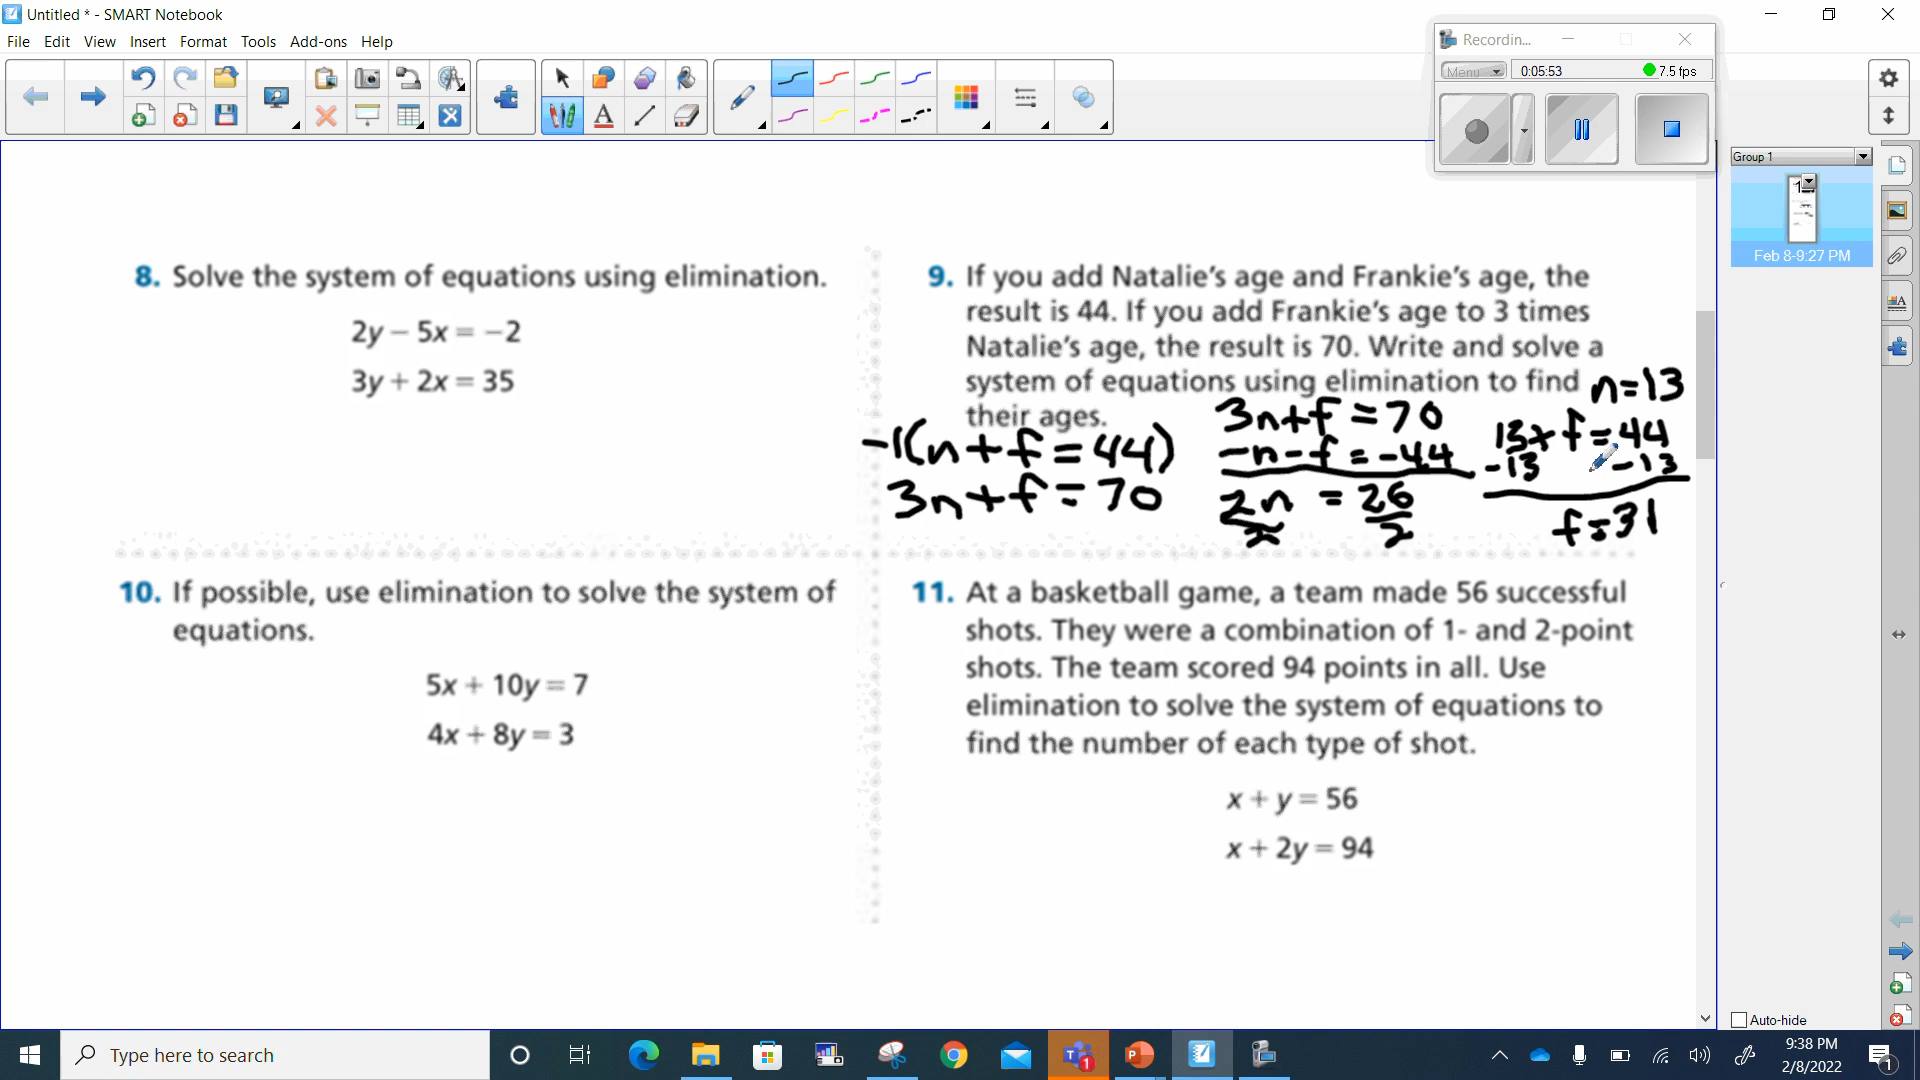 Untitled * - SMART Notebook
File Edit View Insert Format Tools Add-ons Help
Recordin...
Menu 0:05:53 7.5 fps
Group 1
Feb 8-9:27 PM
8. Solve the system of equations using elimination.
2y − 5x = −2
3y + 2x = 35
9. If you add Natalie's age and Frankie's age, the
result is 44. If you add Frankie's age to 3 times
Natalie's age, the result is 70. Write and solve a
system of equations using elimination to find
their ages.
-1(n + f = 44)
3n + f = 70
3n + f = 70
-n - f = -44
2n = 26
2 2
n = 13
13 + f = 44
-13 -13
f = 31
10. If possible, use elimination to solve the system of
equations.
5x + 10y = 7
4x + 8y = 3
11. At a basketball game, a team made 56 successful
shots. They were a combination of 1- and 2-point
shots. The team scored 94 points in all. Use
elimination to solve the system of equations to
find the number of each type of shot.
x + y = 56
x + 2y = 94
Auto-hide
Type here to search
9:38 PM
2/8/2022